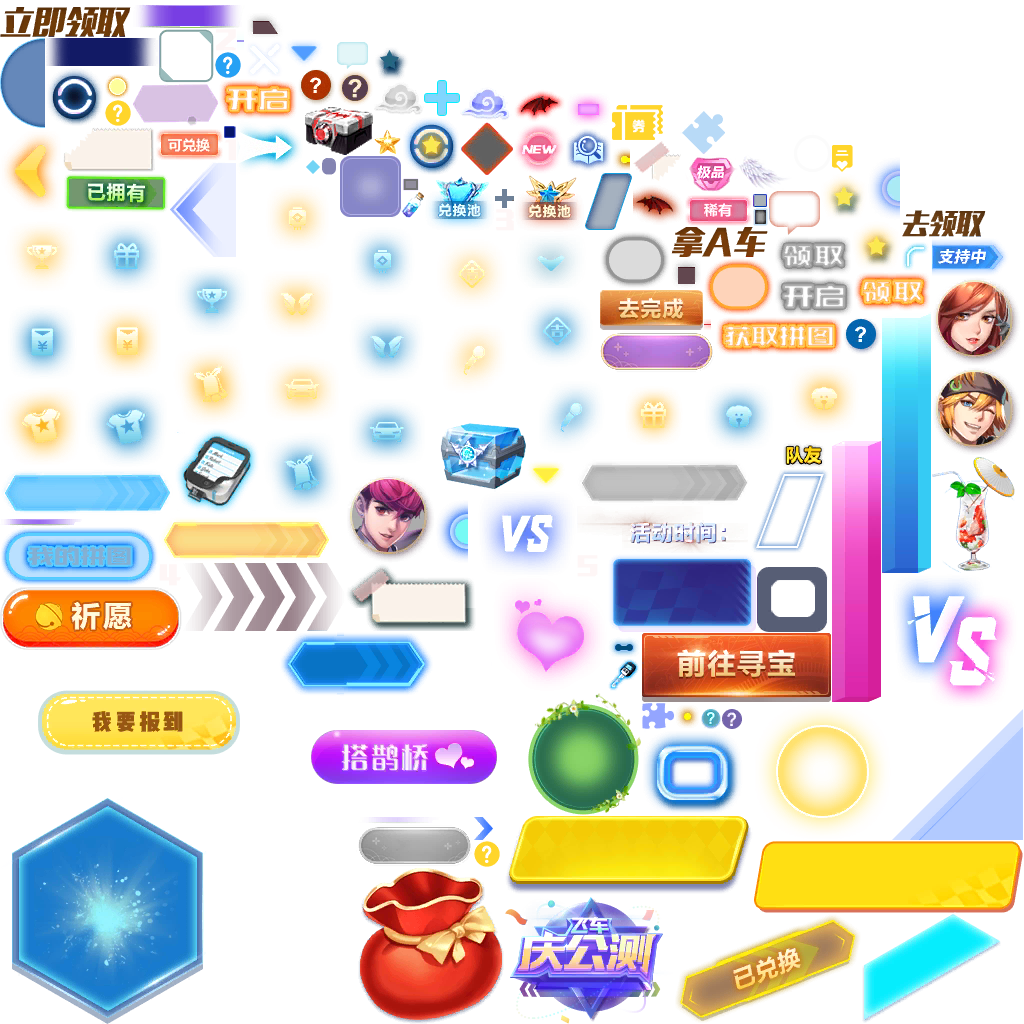 立即领取
?
?
?
?
开启
券
NEW
可兑换
极品
已拥有
兑换池
兑换池
稀有
3
去领取
拿A车
领取
支持中
开启
领取
去完成
获取拼图
?
吉
队友
VS
活动时间：
我的拼图
5
4
祈愿
VS
前往寻宝
我要报到
?
?
搭鹊桥
?
飞车
庆公测
已兑换